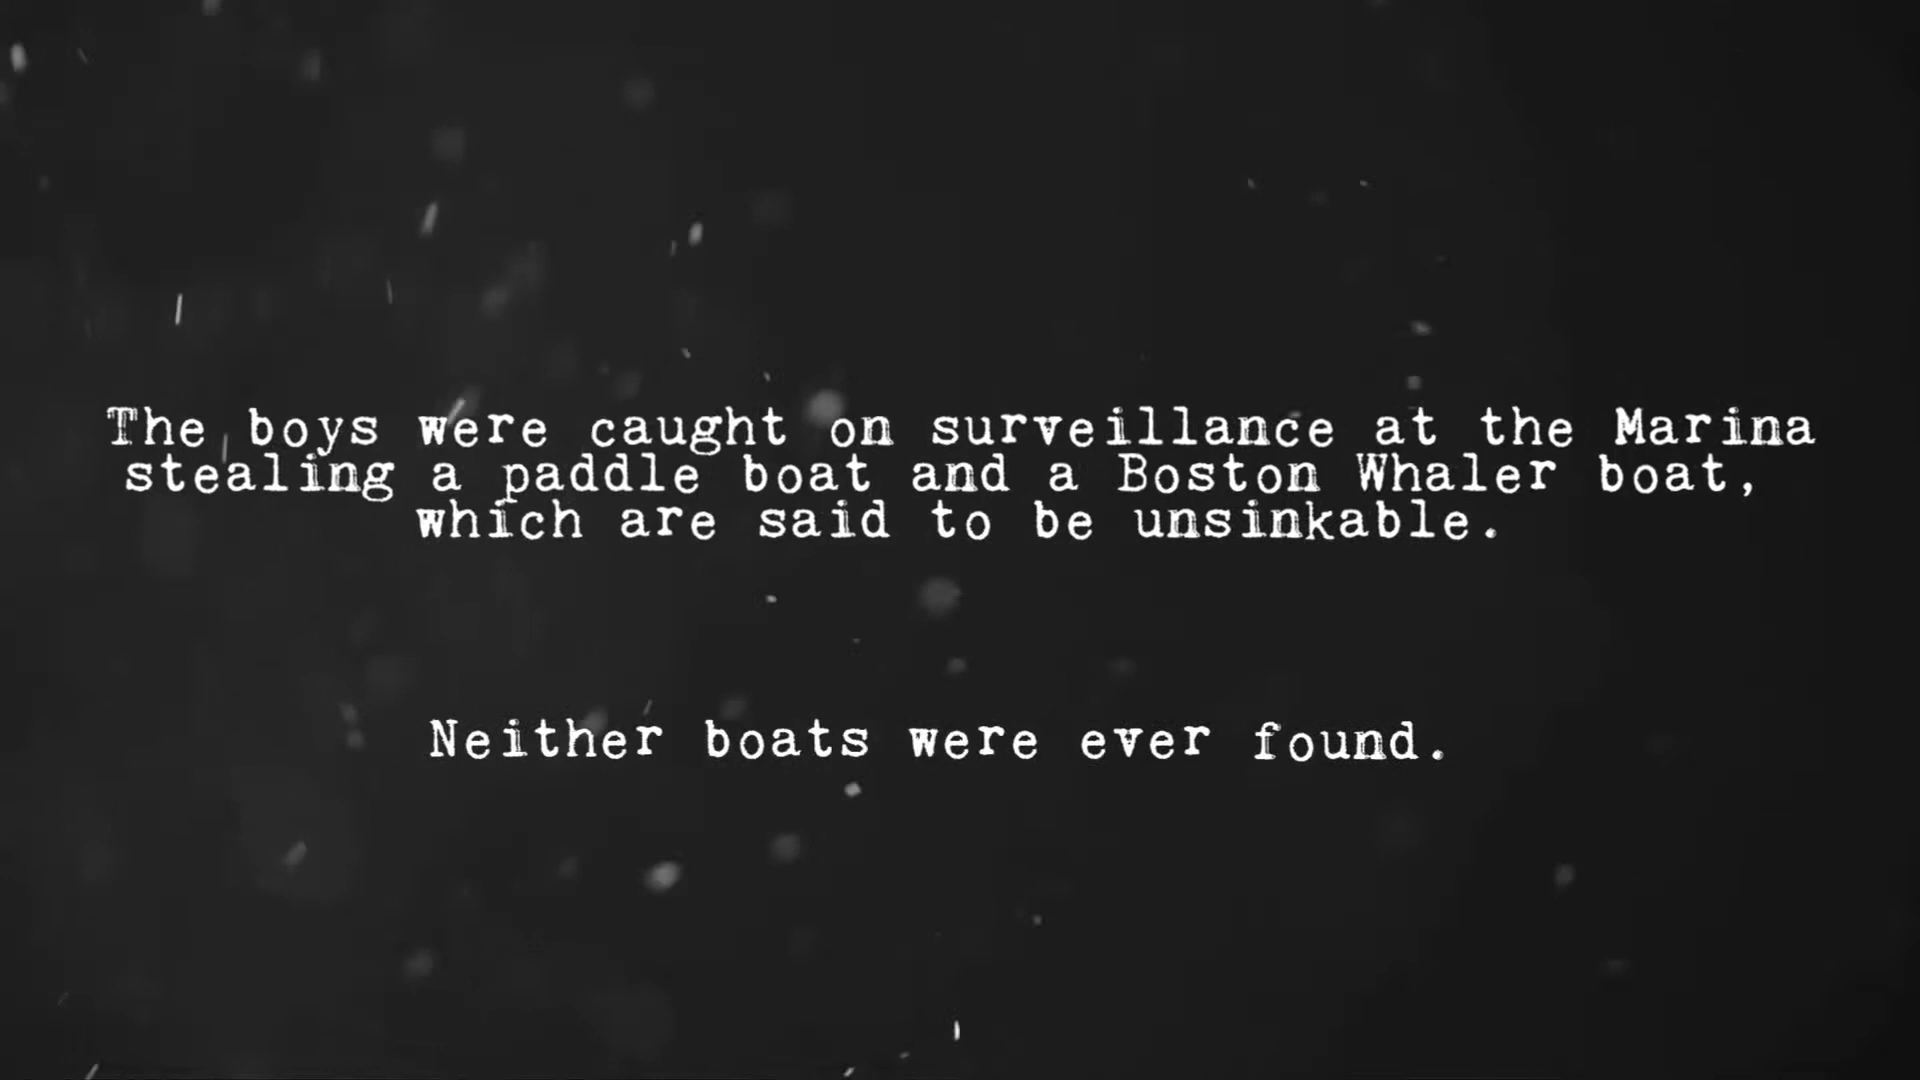 The boys were caught on surveillance at the Marina
stealing a paddle boat and a Boston Whaler boat,
which are said to be unsinkable.
Neither boats were ever found.